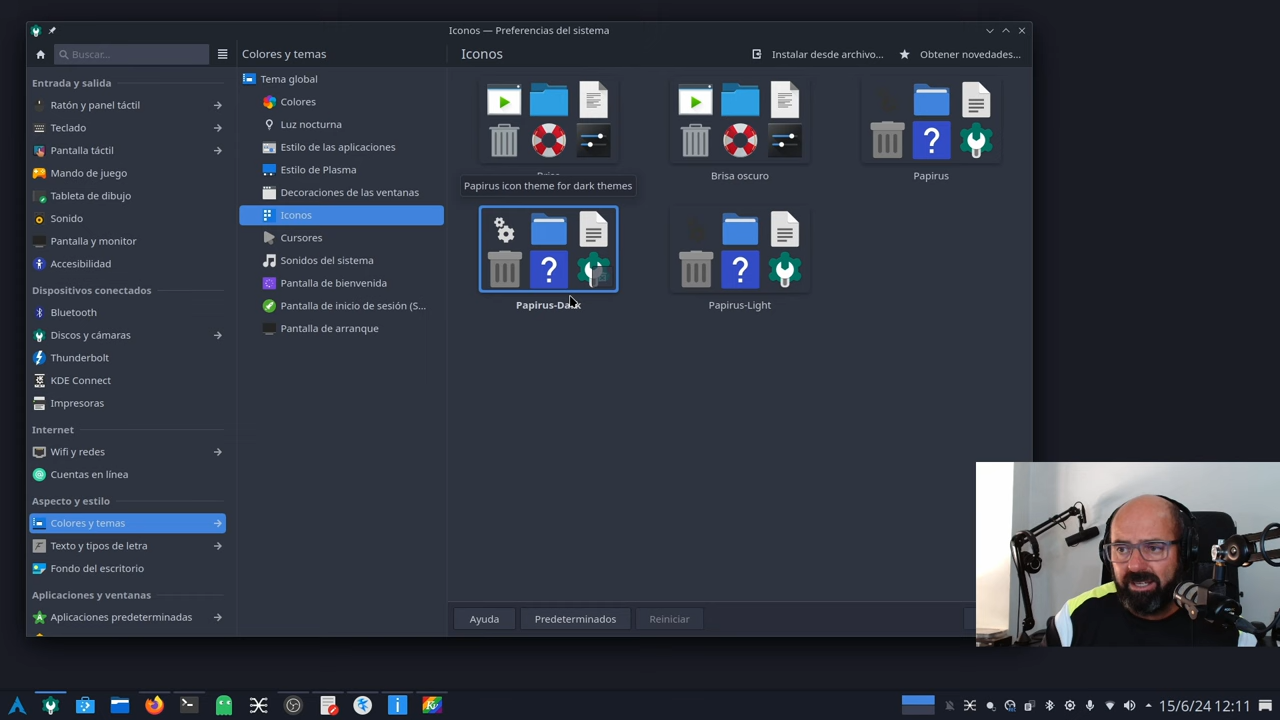 Iconos — Preferencias del sistema
Buscar...
Colores y temas
Iconos
Instalar desde archivo...
Obtener novedades...
Entrada y salida
Ratón y panel táctil
Teclado
Pantalla táctil
Mando de juego
Tableta de dibujo
Sonido
Pantalla y monitor
Accesibilidad
Dispositivos conectados
Bluetooth
Discos y cámaras
Thunderbolt
KDE Connect
Impresoras
Internet
Wifi y redes
Cuentas en línea
Aspecto y estilo
Colores y temas
Texto y tipos de letra
Fondo del escritorio
Aplicaciones y ventanas
Aplicaciones predeterminadas
Tema global
Colores
Luz nocturna
Estilo de las aplicaciones
Estilo de Plasma
Decoraciones de las ventanas
Iconos
Cursores
Sonidos del sistema
Pantalla de bienvenida
Pantalla de inicio de sesión (S...
Pantalla de arranque
Brisa oscuro
Papirus
Papirus icon theme for dark themes
Papirus-Dark
Papirus-Light
Ayuda
Predeterminados
Reiniciar
15/6/24 12:11